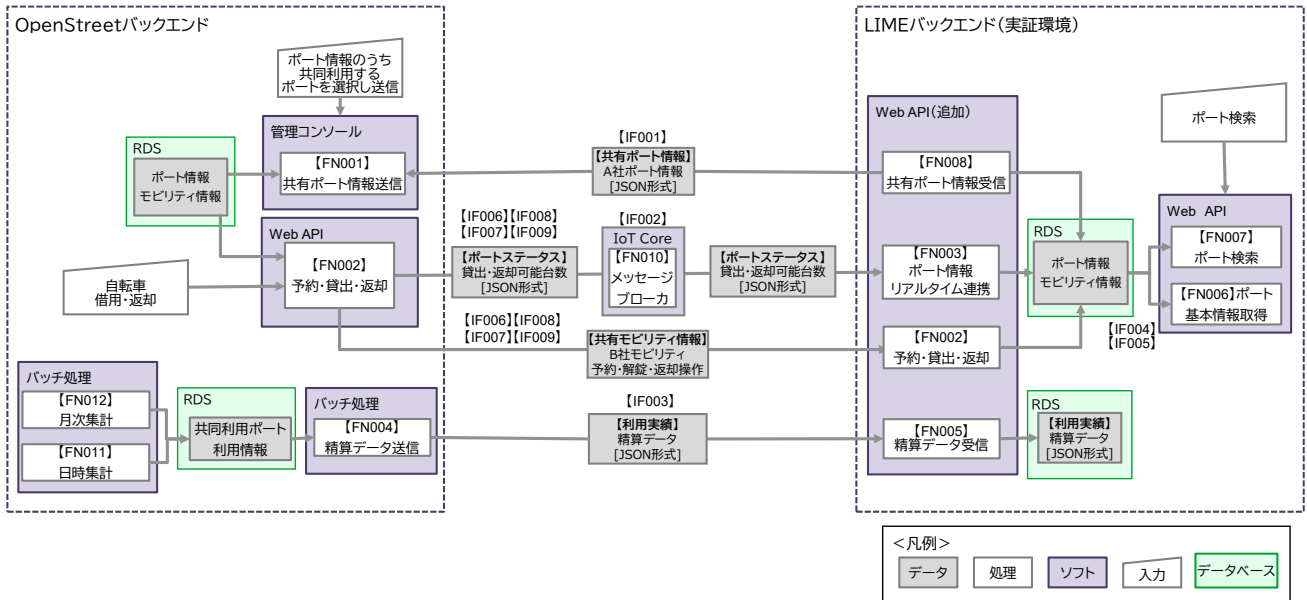 OpenStreetバックエンド
ポート情報のうち
共同利用する
ポートを選択し送信
管理コンソール
【FN001】
共有ポート情報送信
RDS
ポート情報
モビリティ情報
Web API
【FN002】
予約・貸出・返却
自転車
借用・返却
バッチ処理
【FN012】
月次集計
【FN011】
日時集計
RDS
共同利用ポート
利用情報
バッチ処理
【FN004】
精算データ送信
【IF001】
【共有ポート情報】
A社ポート情報
[JSON形式]
【IF006】【IF008】
【IF007】【IF009】
【ポートステータス】
貸出・返却可能台数
[JSON形式]
【IF002】
IoT Core
【FN010】
メッセージ
ブローカ
【ポートステータス】
貸出・返却可能台数
[JSON形式]
【IF006】【IF008】
【IF007】【IF009】
【共有モビリティ情報】
B社モビリティ
予約・解錠・返却操作
【IF003】
【利用実績】
精算データ
[JSON形式]
LIMEバックエンド（実証環境）
Web API（追加）
【FN008】
共有ポート情報受信
【FN003】
ポート情報
リアルタイム連携
【FN002】
予約・貸出・返却
【FN005】
精算データ受信
RDS
ポート情報
モビリティ情報
【IF004】
【IF005】
RDS
【利用実績】
精算データ
[JSON形式]
ポート検索
Web API
【FN007】
ポート検索
【FN006】ポート
基本情報取得
＜凡例＞
データ
処理
ソフト
入力
データベース